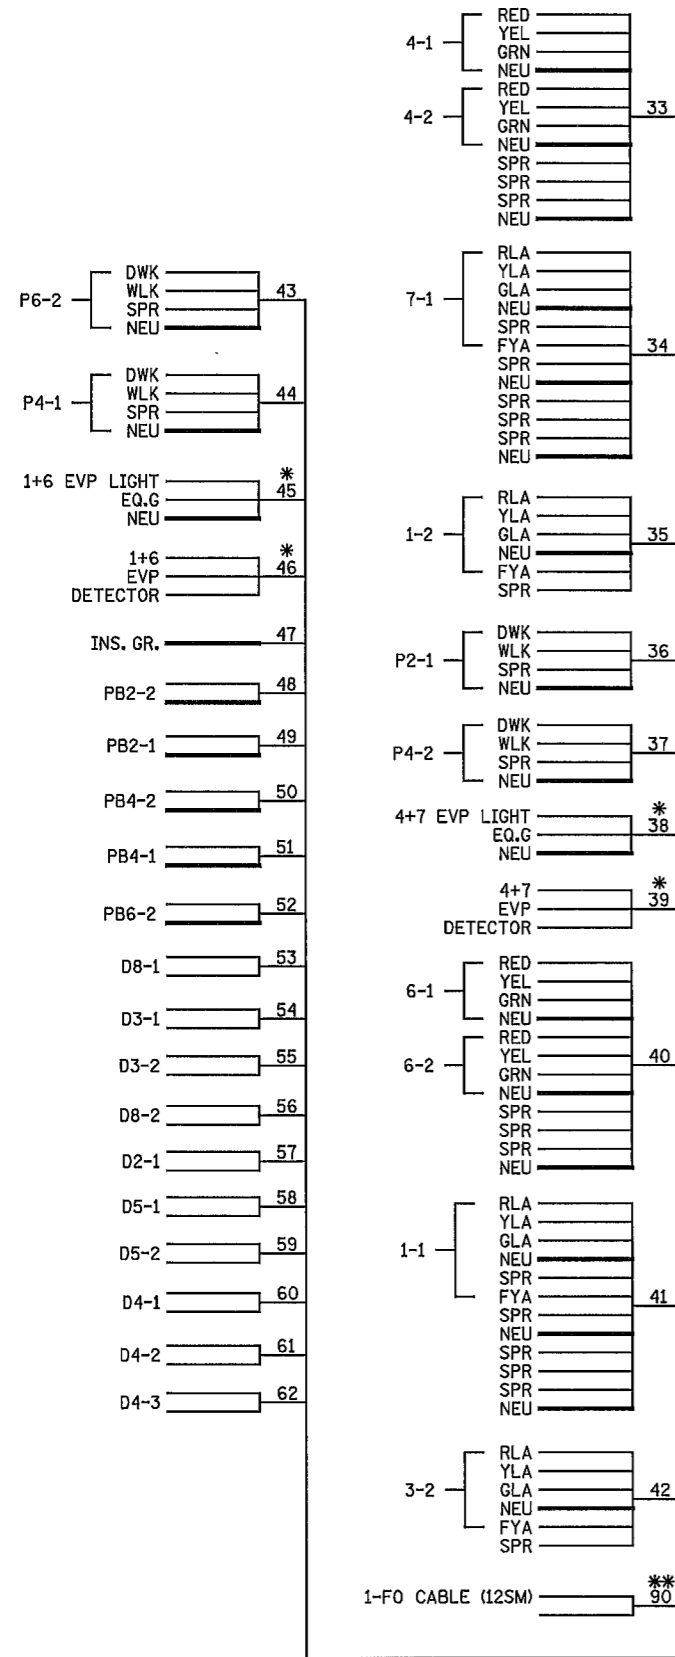 P6-2
DWK
WLK
SPR
NEU
43
P4-1
DWK
WLK
SPR
NEU
44
1+6 EVP LIGHT
EQ.G
NEU
*
45
1+6
EVP
DETECTOR
*
46
INS. GR.
47
PB2-2
48
PB2-1
49
PB4-2
50
PB4-1
51
PB6-2
52
D8-1
53
D3-1
54
D3-2
55
D8-2
56
D2-1
57
D5-1
58
D5-2
59
D4-1
60
D4-2
61
D4-3
62
4-1
RED
YEL
GRN
NEU
4-2
RED
YEL
GRN
NEU
SPR
SPR
SPR
NEU
33
7-1
RLA
YLA
GLA
NEU
SPR
FYA
SPR
NEU
SPR
SPR
SPR
NEU
34
1-2
RLA
YLA
GLA
NEU
FYA
SPR
35
P2-1
DWK
WLK
SPR
NEU
36
P4-2
DWK
WLK
SPR
NEU
37
4+7 EVP LIGHT
EQ.G
NEU
*
38
4+7
EVP
DETECTOR
*
39
6-1
RED
YEL
GRN
NEU
6-2
RED
YEL
GRN
NEU
SPR
SPR
SPR
NEU
40
1-1
RLA
YLA
GLA
NEU
SPR
FYA
SPR
NEU
SPR
SPR
SPR
NEU
41
3-2
RLA
YLA
GLA
NEU
FYA
SPR
42
1-FO CABLE (12SM)
**
90